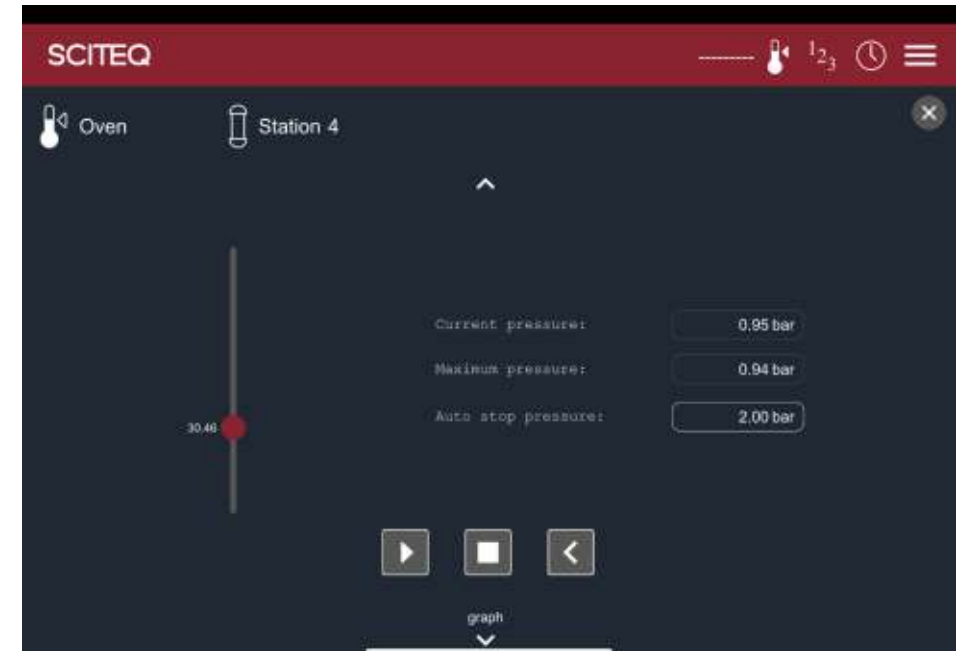 SCITEQ
--------- 123
Oven Station 4
Current pressure: 0.95 bar
Maximum pressure: 0.94 bar
Auto stop pressure: 2.00 bar
30.46
graph